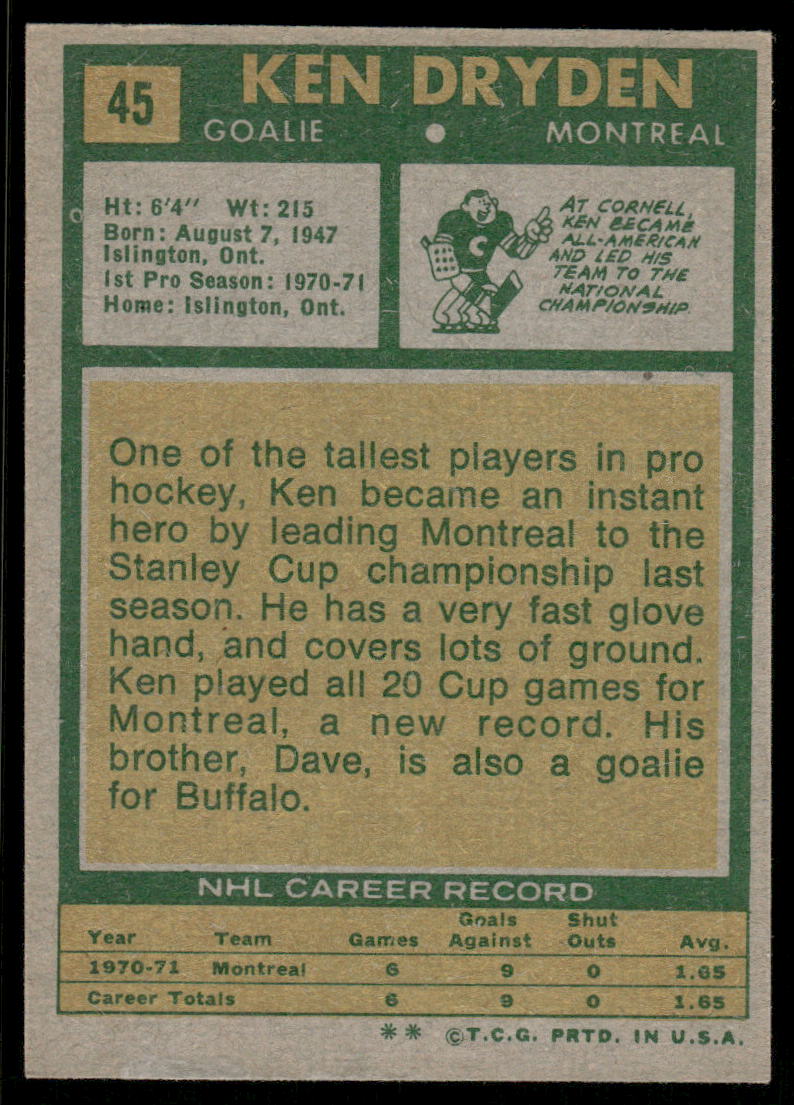 45
KEN DRYDEN
GOALIE • MONTREAL
Ht: 6'4" Wt: 215
Born: August 7, 1947
Islington, Ont.
1st Pro Season: 1970-71
Home: Islington, Ont.
AT CORNELL,
KEN BECAME
ALL-AMERICAN
AND LED HIS
TEAM TO THE
NATIONAL
CHAMPIONSHIP.
C
One of the tallest players in pro
hockey, Ken became an instant
hero by leading Montreal to the
Stanley Cup championship last
season. He has a very fast glove
hand, and covers lots of ground.
Ken played all 20 Cup games for
Montreal, a new record. His
brother, Dave, is also a goalie
for Buffalo.
NHL CAREER RECORD
Year Team Games Goals Against Shut Outs Avg.
1970-71 Montreal 6 9 0 1.65
Career Totals 6 9 0 1.65
** ©T.C.G. PRTD. IN U.S.A.